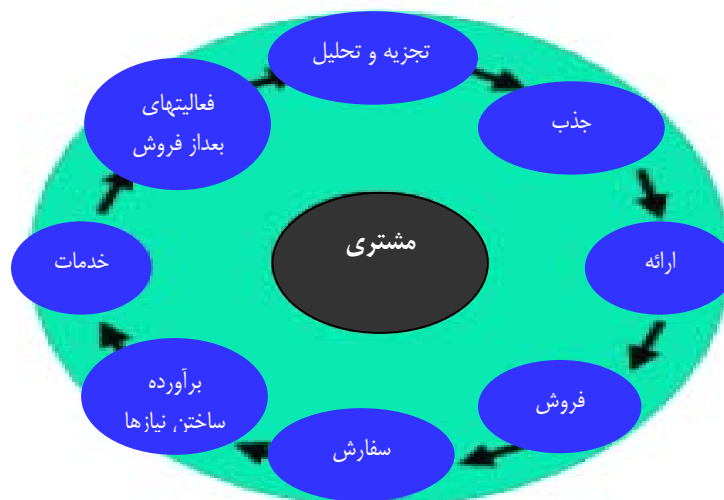 تجزیه و تحلیل
جذب
ارائه
فروش
سفارش
برآورده
ساختن نیازها
خدمات
فعالیتهای
بعداز فروش
مشتری